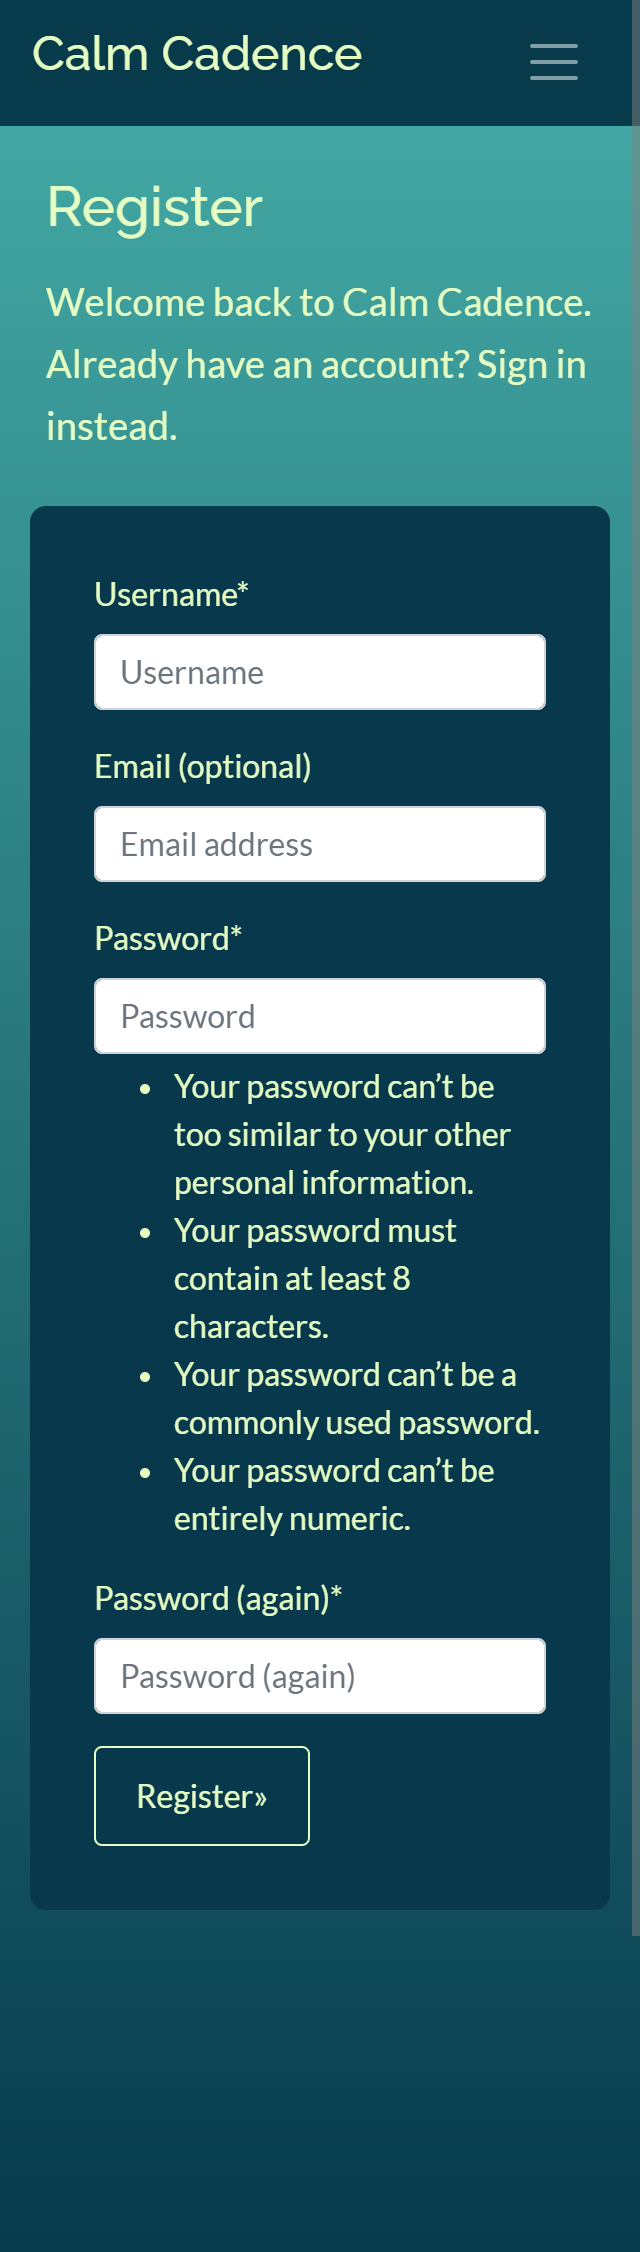 Calm Cadence
Register
Welcome back to Calm Cadence.
Already have an account? Sign in
instead.
Username*
Username
Email (optional)
Email address
Password*
Password
• Your password can’t be
too similar to your other
personal information.
• Your password must
contain at least 8
characters.
• Your password can’t be a
commonly used password.
• Your password can’t be
entirely numeric.
Password (again)*
Password (again)
Register»